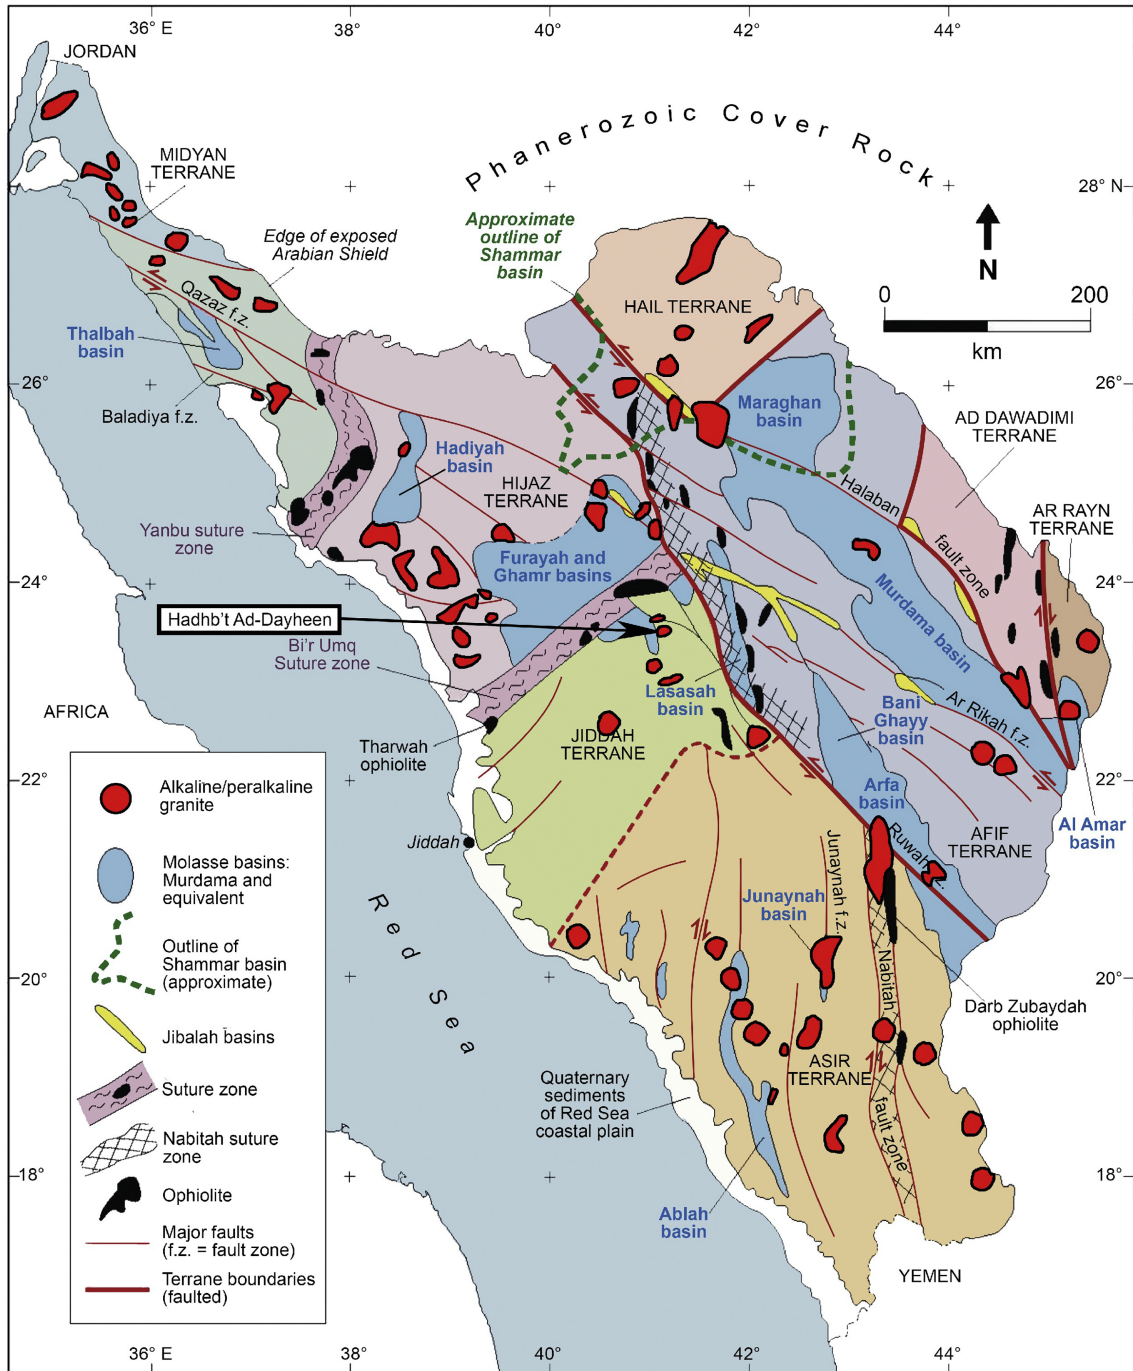 36° E
38°
40°
42°
44°
JORDAN
Phanerozoic Cover Rock
MIDYAN
TERRANE
28° N
Approximate
outline of
Shammar
basin
Edge of exposed
Arabian Shield
N
0
200
km
HAIL TERRANE
Qazaz f.z.
Thalbah
basin
26°
26°
Maraghan
basin
Baladiya f.z.
AD DAWADIMI
TERRANE
Hadiyah
basin
HIJAZ
TERRANE
Halaban
fault zone
AR RAYN
TERRANE
Yanbu suture
zone
Furayah and
Ghamr basins
24°
24°
Murdama basin
Hadhb't Ad-Dayheen
Bi'r Umq
Suture zone
AFRICA
Lasasah
basin
Bani
Ghayy
basin
Ar Rikah f.z.
Tharwah
ophiolite
JIDDAH
TERRANE
22°
22°
Arfa
basin
Al Amar
basin
Jiddah
Ruwah f.z.
AFIF
TERRANE
Junaynah f.z.
Junaynah
basin
Red Sea
20°
20°
Nabitah
fault zone
Darb Zubaydah
ophiolite
ASIR
TERRANE
Quaternary
sediments
of Red Sea
coastal plain
18°
18°
Ablah
basin
YEMEN
Alkaline/peralkaline
granite
Molasse basins:
Murdama and
equivalent
Outline of
Shammar basin
(approximate)
Jibalah basins
Suture zone
Nabitah suture
zone
Ophiolite
Major faults
(f.z. = fault zone)
Terrane boundaries
(faulted)
36° E
38°
40°
42°
44°